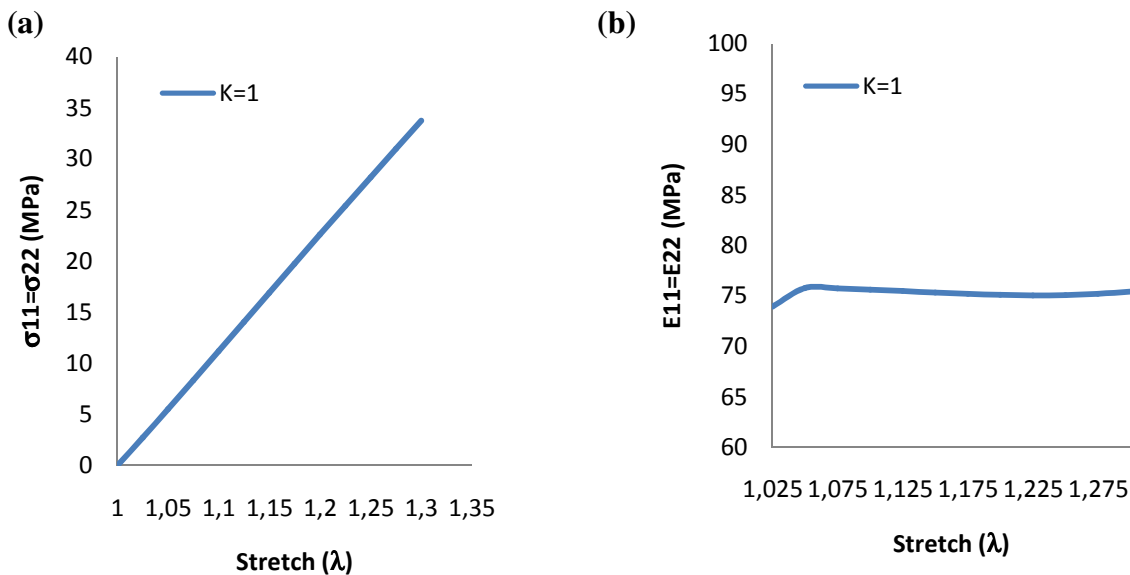 (a)
40
35
30
25
20
15
10
5
0
K=1
σ11=σ22 (MPa)
1 1,05 1,1 1,15 1,2 1,25 1,3 1,35
Stretch (λ)
(b)
100
95
90
85
80
75
70
65
60
K=1
E11=E22 (MPa)
1,025 1,075 1,125 1,175 1,225 1,275
Stretch (λ)